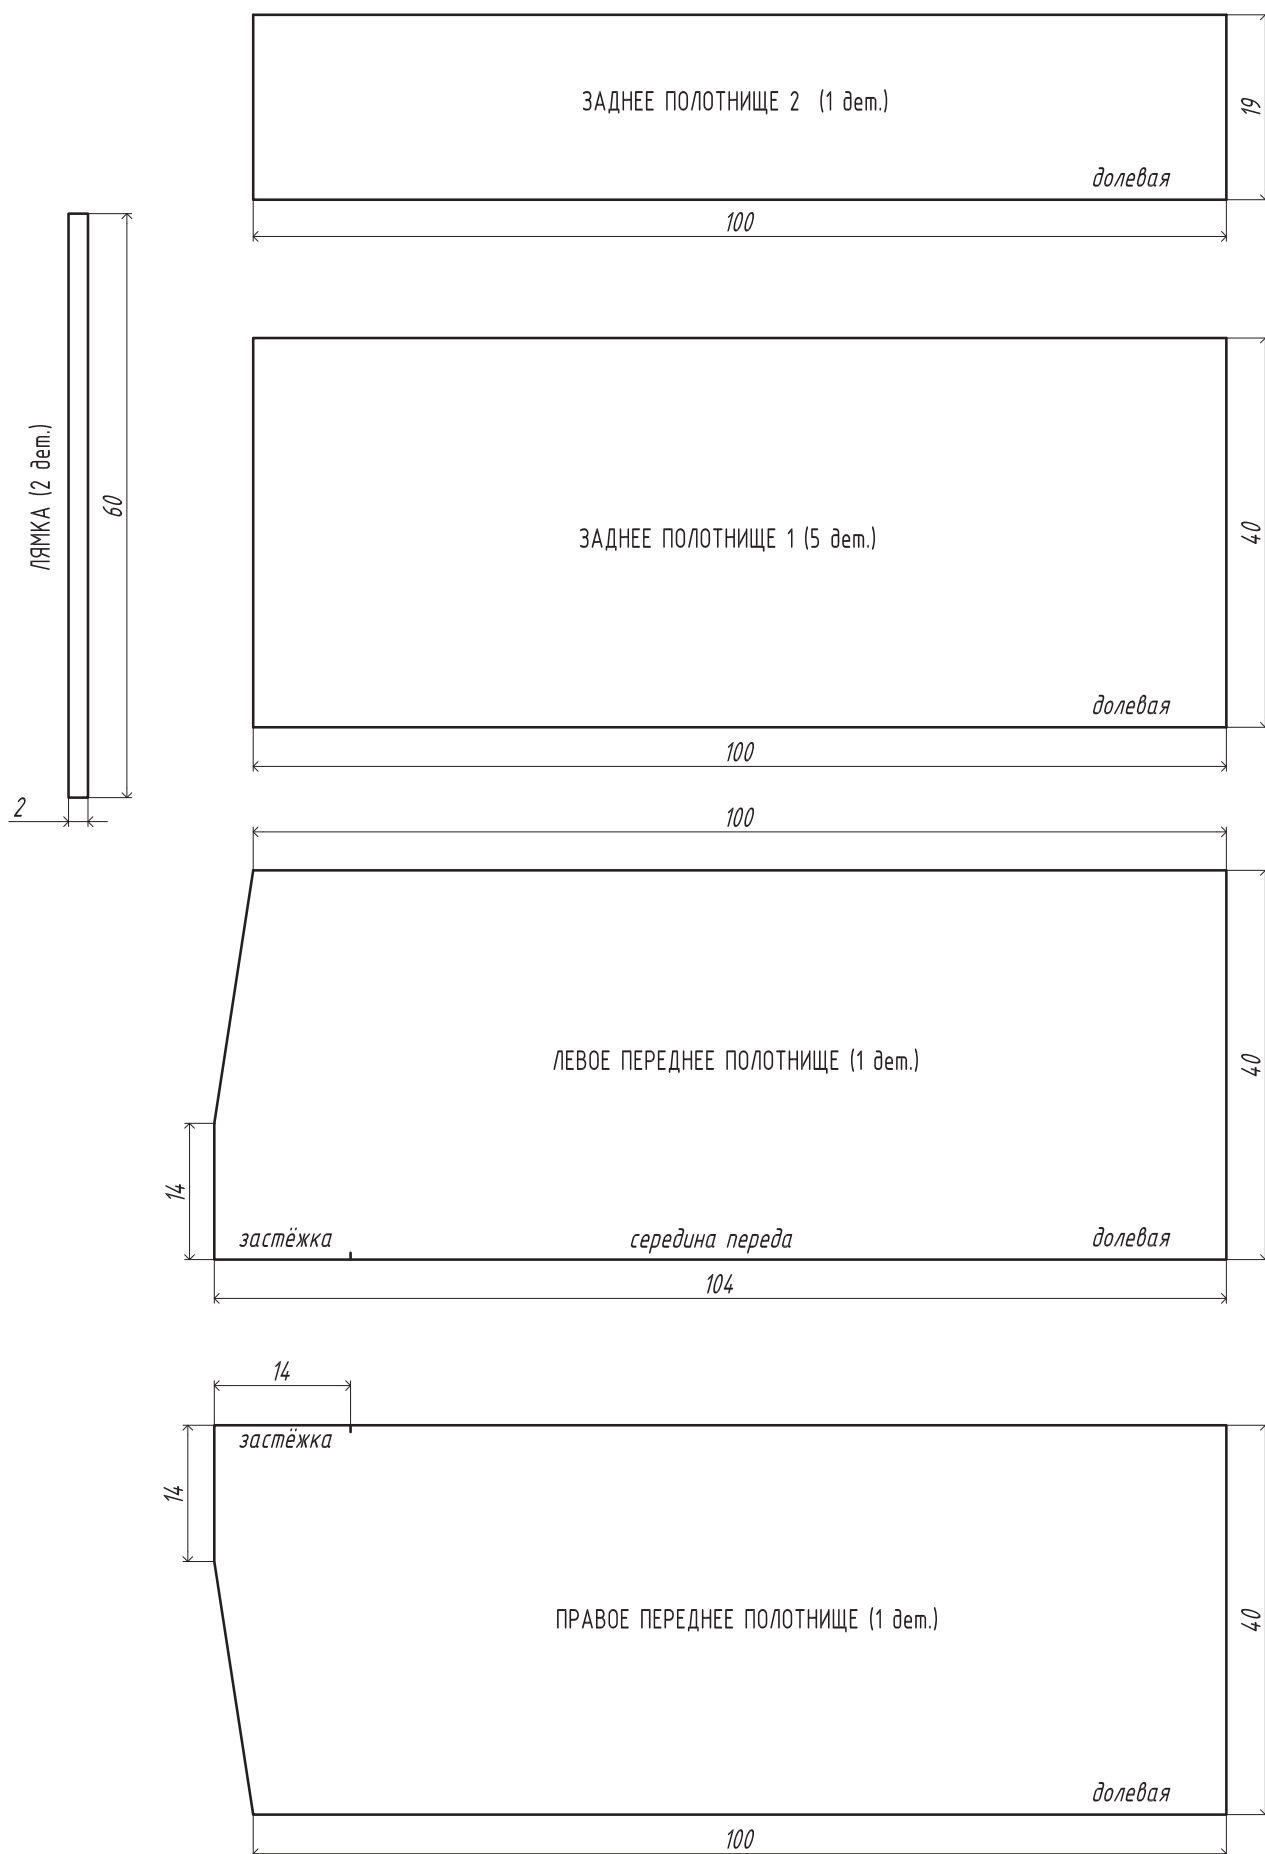 ЗАДНЕЕ ПОЛОТНИЩЕ 2 (1 дет.)
19
долевая
100
ЛЯМКА (2 дет.)
60
2
ЗАДНЕЕ ПОЛОТНИЩЕ 1 (5 дет.)
40
долевая
100
100
ЛЕВОЕ ПЕРЕДНЕЕ ПОЛОТНИЩЕ (1 дет.)
40
14
застёжка
середина переда
долевая
104
14
застёжка
14
ПРАВОЕ ПЕРЕДНЕЕ ПОЛОТНИЩЕ (1 дет.)
40
долевая
100